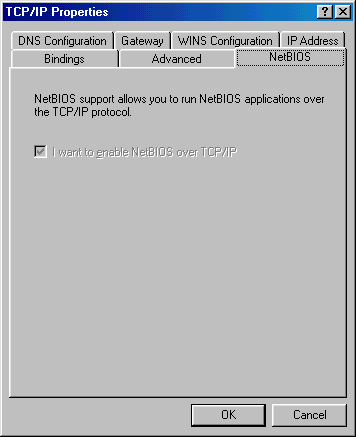 TCP/IP Properties
DNS Configuration Gateway WINS Configuration IP Address
Bindings Advanced NetBIOS
NetBIOS support allows you to run NetBIOS applications over
the TCP/IP protocol.
I want to enable NetBIOS over TCP/IP
OK Cancel